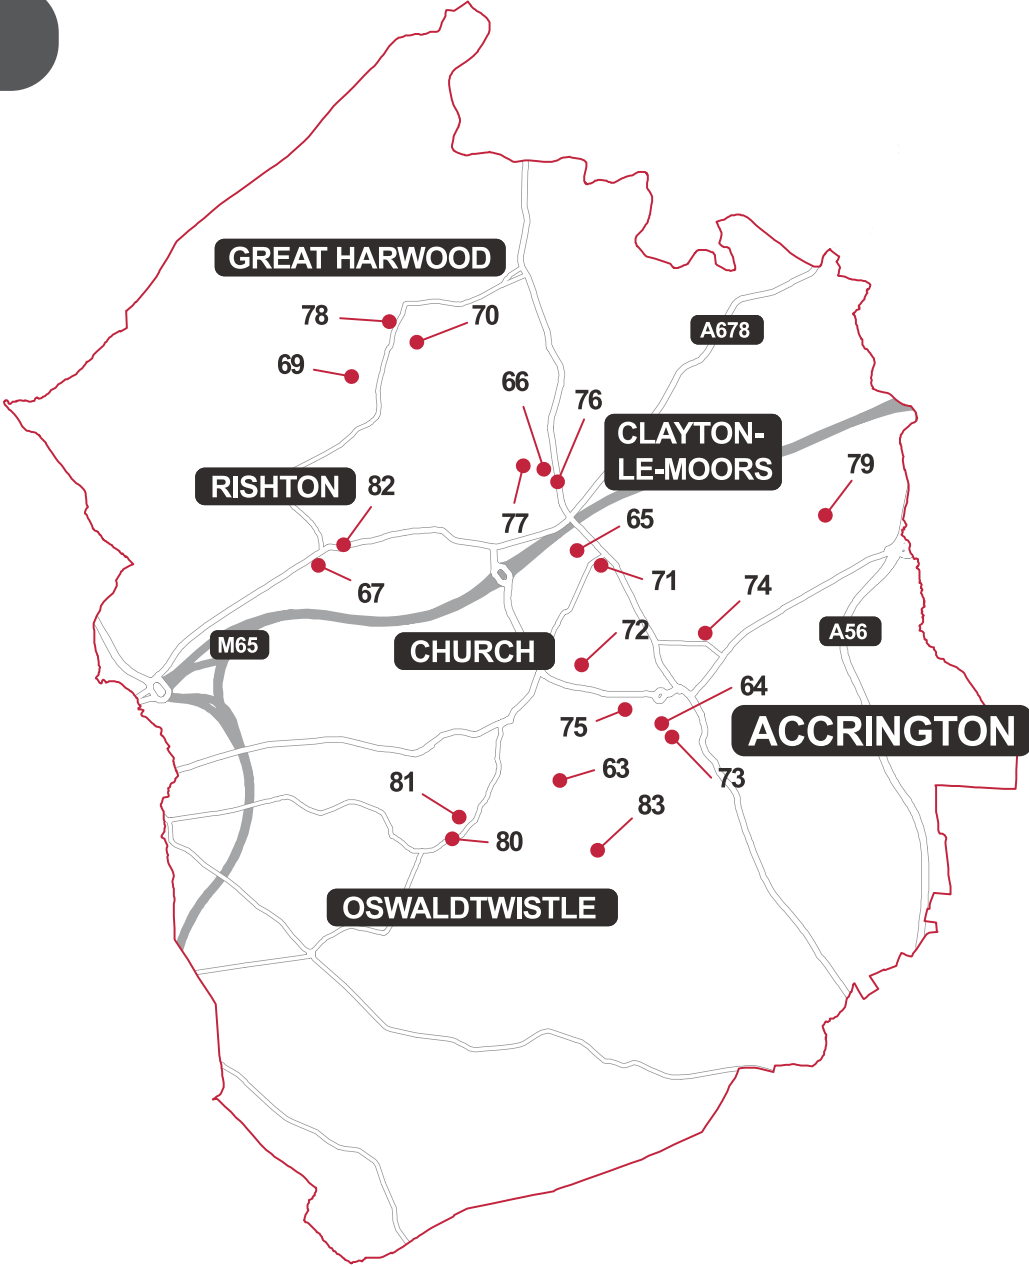 GREAT HARWOOD
78
70
A678
69
66
76
CLAYTON-
LE-MOORS
79
RISHTON
82
77
65
67
71
74
M65
CHURCH
72
A56
64
75
ACCRINGTON
63
73
81
83
80
OSWALDTWISTLE